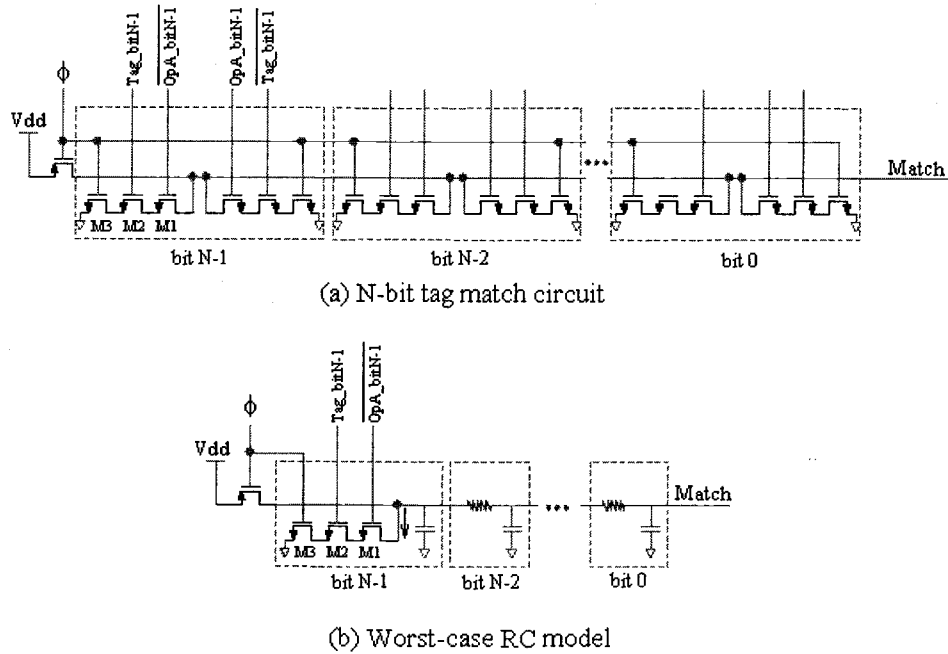 Tag_bitN-1
OpA_bitN-1
OpA_bitN-1
Tag_bitN-1
ϕ
Vdd
Match
M3 M2 M1
bit N-1
bit N-2
bit 0
(a) N-bit tag match circuit
Tag_bitN-1
OpA_bitN-1
ϕ
Vdd
Match
M3 M2 M1
bit N-1
bit N-2
bit 0
(b) Worst-case RC model